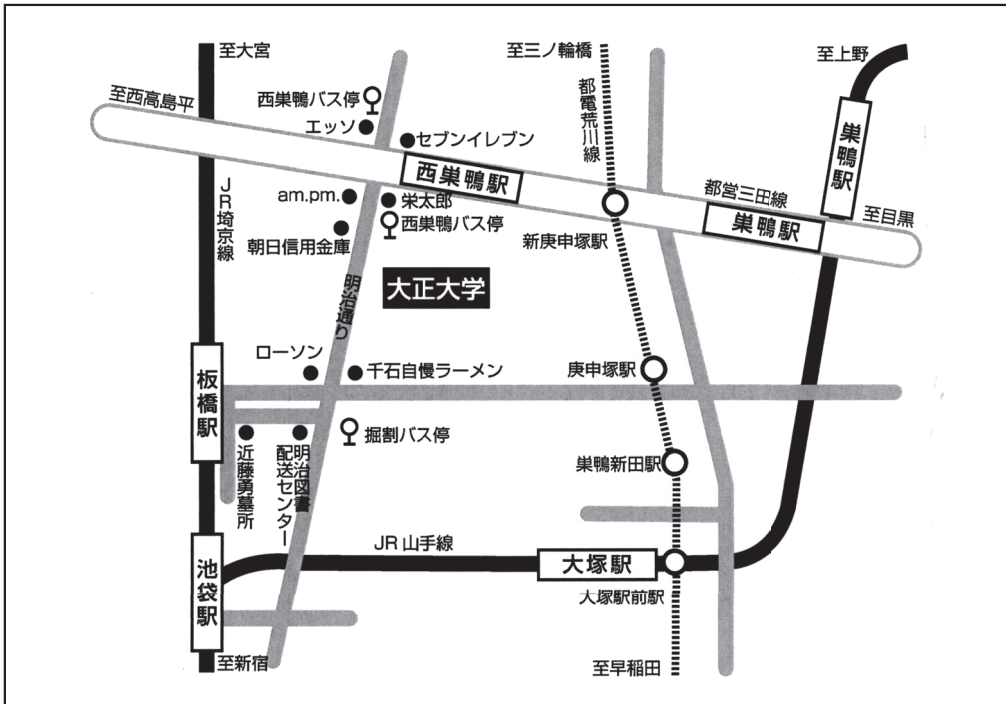 至大宮
至三ノ輪橋
至上野
至西高島平
西巣鴨バス停
エッソ
セブンイレブン
都電荒川線
巣鴨駅
西巣鴨駅
都営三田線
至目黒
JR埼京線
am.pm.
栄太郎
西巣鴨バス停
朝日信用金庫
新庚申塚駅
巣鴨駅
大正大学
明治通り
ローソン
千石自慢ラーメン
庚申塚駅
板橋駅
掘割バス停
近藤勇墓所
明治図書
配送センター
巣鴨新田駅
JR山手線
池袋駅
大塚駅
大塚駅前駅
至新宿
至早稲田